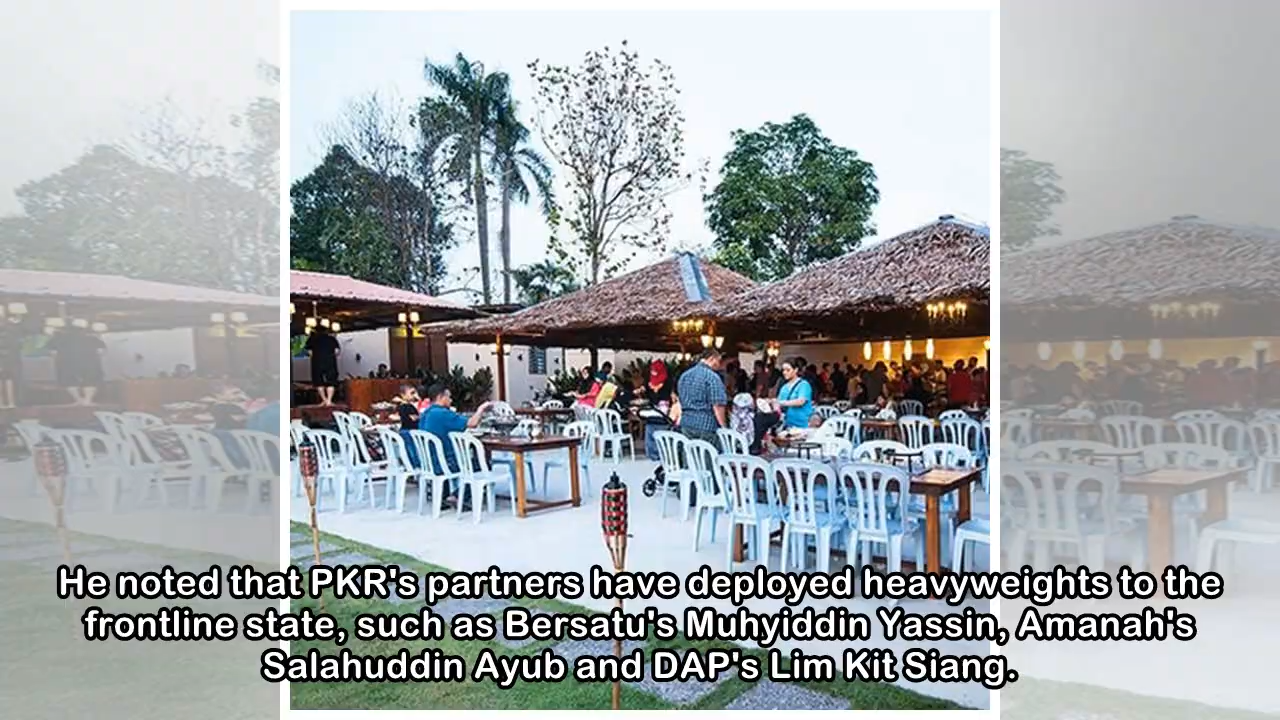 He noted that PKR's partners have deployed heavyweights to the
frontline state, such as Bersatu's Muhyiddin Yassin, Amanah's
Salahuddin Ayub and DAP's Lim Kit Siang.